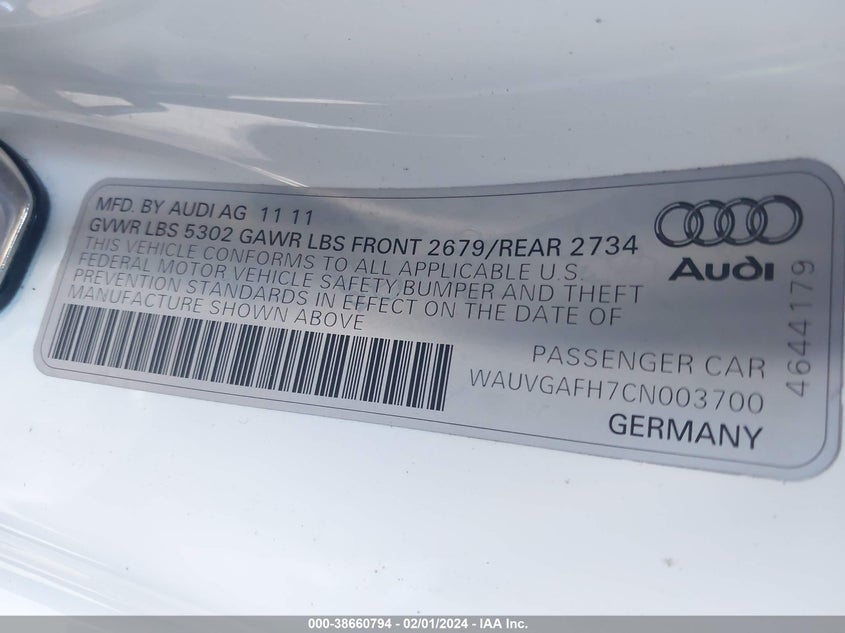 MFD. BY AUDI AG 11 11
GVWR LBS 5302 GAWR LBS FRONT 2679/REAR 2734
THIS VEHICLE CONFORMS TO ALL APPLICABLE U.S.
FEDERAL MOTOR VEHICLE SAFETY,BUMPER AND THEFT
PREVENTION STANDARDS IN EFFECT ON THE DATE OF
MANUFACTURE SHOWN ABOVE
Audi
4644179
PASSENGER CAR
WAUVGAFH7CN003700
GERMANY
000-38660794 - 02/01/2024 - IAAI.COM